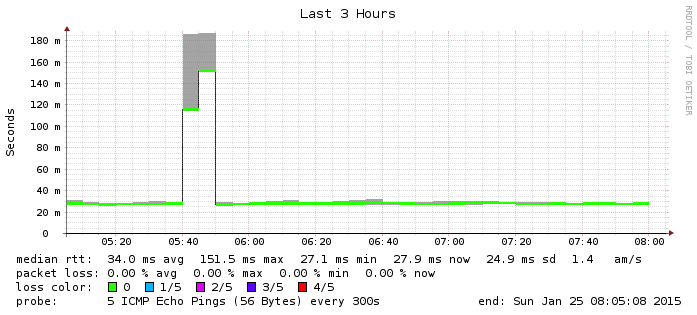 Last 3 Hours
RRDTOOL / TOBI OETIKER
Seconds
180 m
160 m
140 m
120 m
100 m
80 m
60 m
40 m
20 m
0
05:20 05:40 06:00 06:20 06:40 07:00 07:20 07:40 08:00
median rtt: 34.0 ms avg 151.5 ms max 27.1 ms min 27.9 ms now 24.9 ms sd 1.4 am/s
packet loss: 0.00 % avg 0.00 % max 0.00 % min 0.00 % now
loss color: 0 1/5 2/5 3/5 4/5
probe: 5 ICMP Echo Pings (56 Bytes) every 300s end: Sun Jan 25 08:05:08 2015